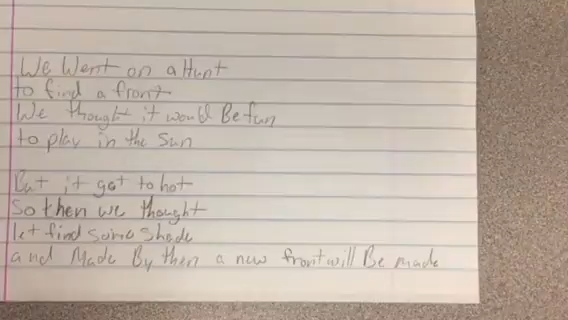 We Went on a Hunt
to find a front
We thought it would Be fun
to play in the Sun
But it got to hot
So then we thought
let find some shade
and Made By then a new front will Be made